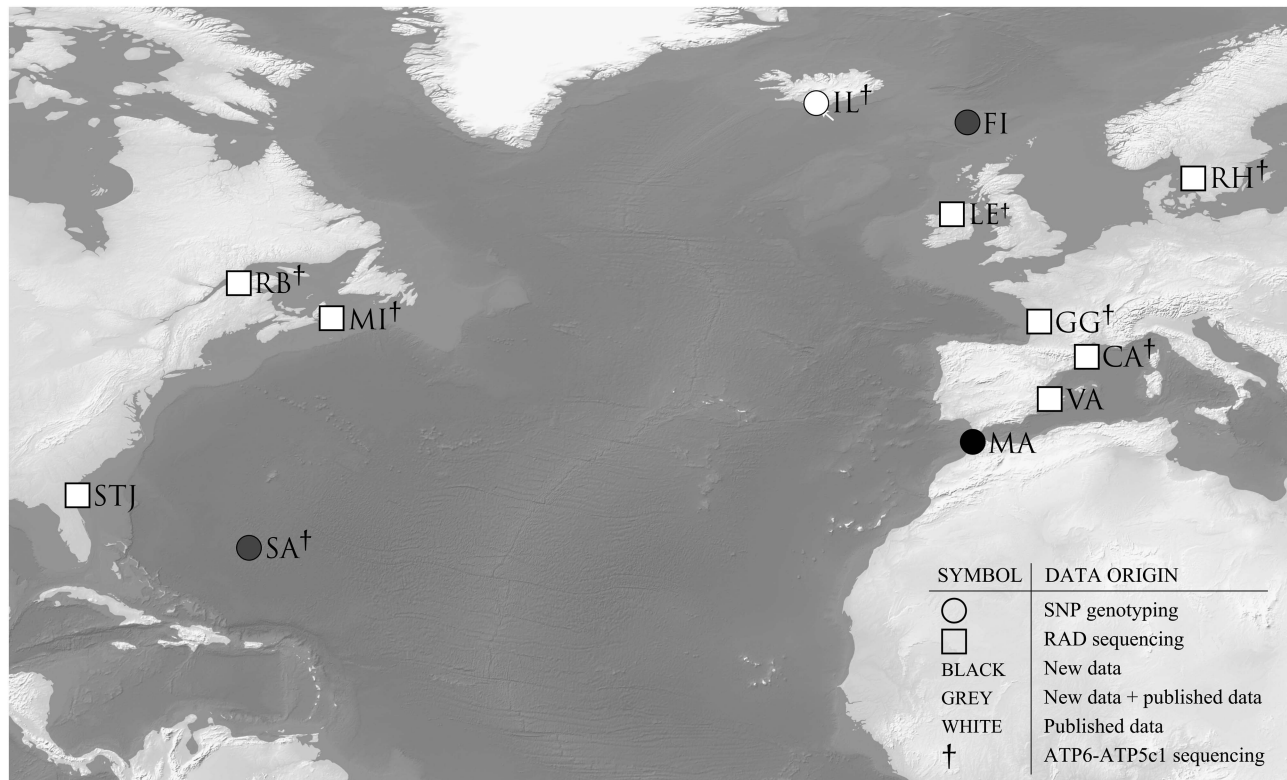 IL†
FI
RH†
LE†
RB†
MI†
GG†
CA†
VA
MA
STJ
SA†
SYMBOL DATA ORIGIN
SNP genotyping
RAD sequencing
BLACK New data
GREY New data + published data
WHITE Published data
† ATP6-ATP5c1 sequencing